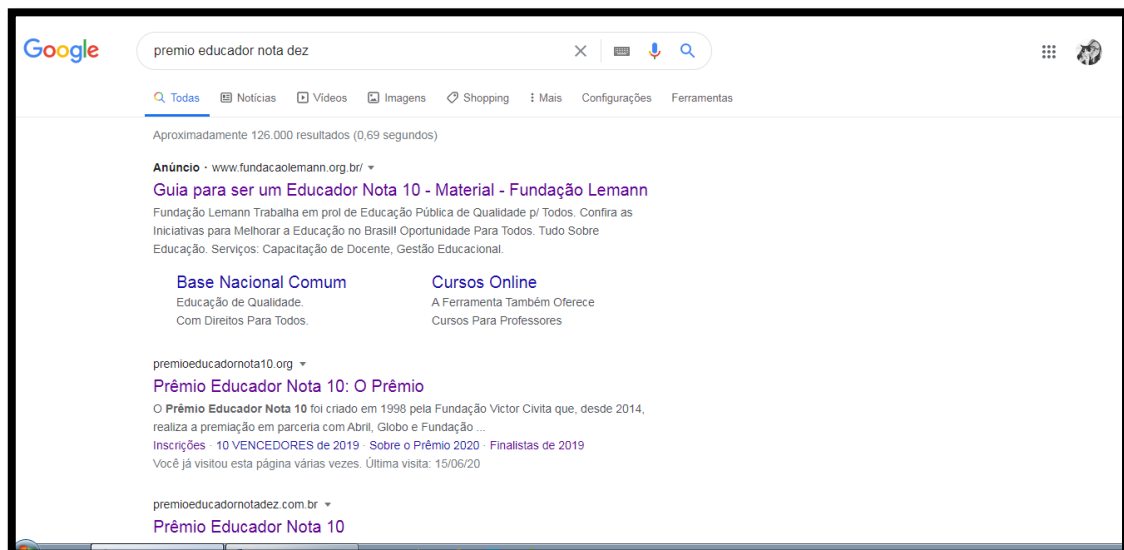 Google
premio educador nota dez
Todas Notícias Vídeos Imagens Shopping Mais Configurações Ferramentas
Aproximadamente 126.000 resultados (0,69 segundos)
Anúncio · www.fundacaolemann.org.br/
Guia para ser um Educador Nota 10 - Material - Fundação Lemann
Fundação Lemann Trabalha em prol de Educação Pública de Qualidade p/ Todos. Confira as
Iniciativas para Melhorar a Educação no Brasil! Oportunidade Para Todos. Tudo Sobre
Educação. Serviços: Capacitação de Docente, Gestão Educacional.
Base Nacional Comum
Educação de Qualidade.
Com Direitos Para Todos.
Cursos Online
A Ferramenta Também Oferece
Cursos Para Professores
premioeducadornota10.org
Prêmio Educador Nota 10: O Prêmio
O Prêmio Educador Nota 10 foi criado em 1998 pela Fundação Victor Civita que, desde 2014,
realiza a premiação em parceria com Abril, Globo e Fundação ...
Inscrições · 10 VENCEDORES de 2019 · Sobre o Prêmio 2020 · Finalistas de 2019
Você já visitou esta página várias vezes. Última visita: 15/06/20
premioeducadornotadez.com.br
Prêmio Educador Nota 10